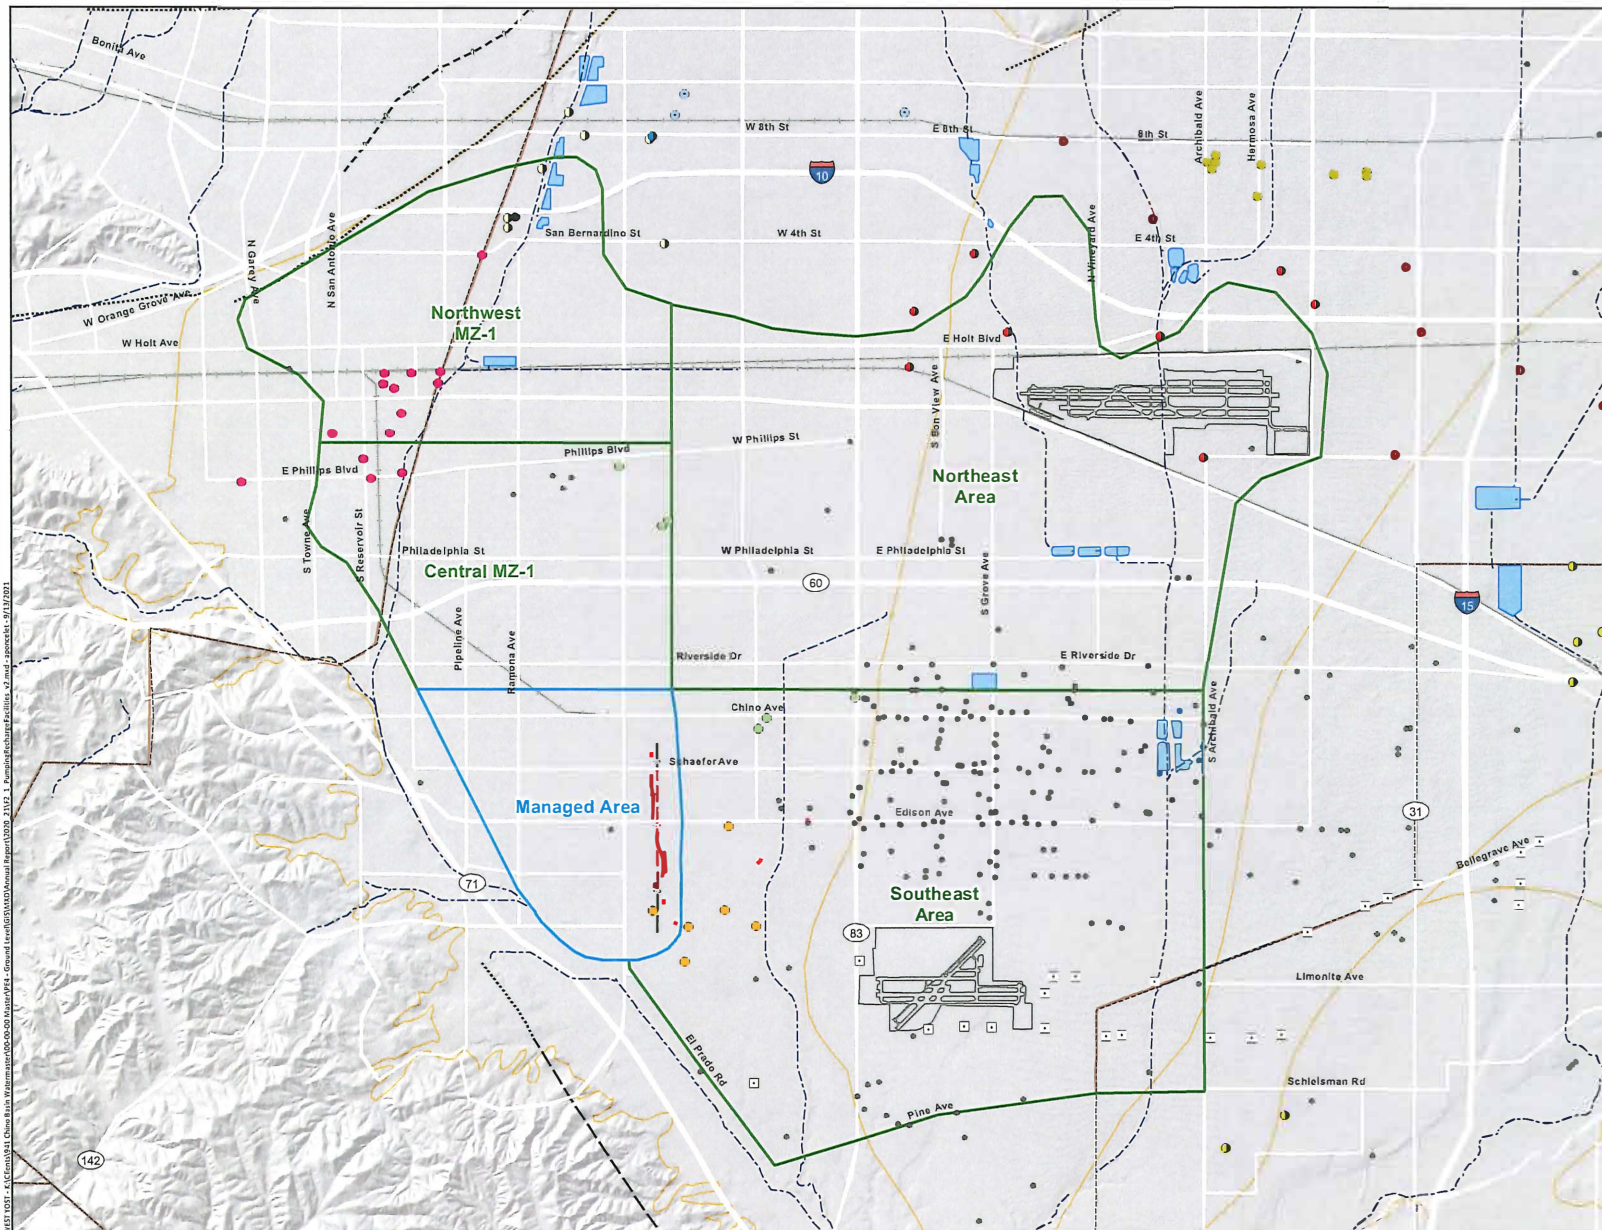 Bonita Ave
W 8th St
E 8th St
8th St
Archibald Ave
Hermosa Ave
10
N San Antonio Ave
N Garey Ave
San Bernardino St
W 4th St
N Vineyard Ave
E 4th St
W Orange Grove Ave
Northwest
MZ-1
W Holt Ave
E Holt Blvd
S Bon View Ave
W Phillips St
Phillips Blvd
E Phillips Blvd
Northeast
Area
S Towne Ave
S Reservoir St
Philadelphia St
W Philadelphia St
E Philadelphia St
Central MZ-1
60
S Grove Ave
15
Pipeline Ave
Ramona Ave
Riverside Dr
E Riverside Dr
Chino Ave
S Archibald Ave
Schaefer Ave
Managed Area
Edison Ave
31
Bellegrave Ave
71
Southeast
Area
83
Limonite Ave
El Prado Rd
Schleisman Rd
Pine Ave
142